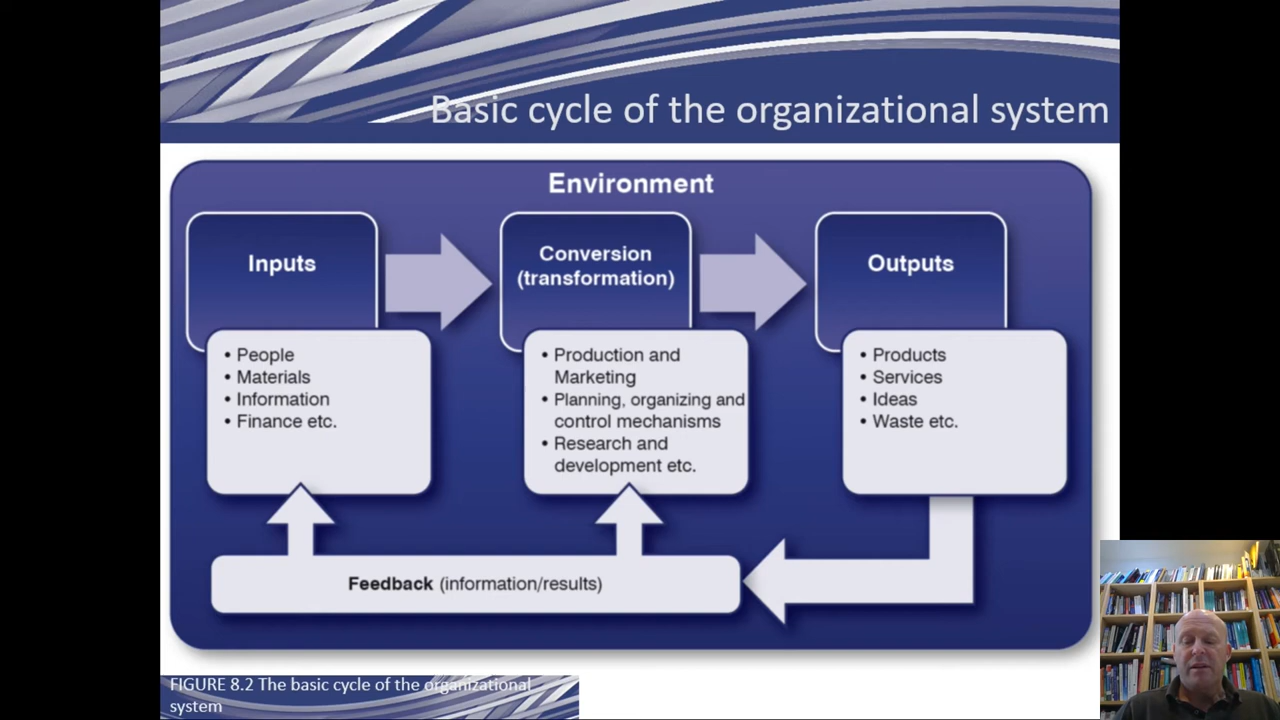 Basic cycle of the organizational system
Environment
Inputs
• People
• Materials
• Information
• Finance etc.
Conversion
(transformation)
• Production and
Marketing
• Planning, organizing and
control mechanisms
• Research and
development etc.
Outputs
• Products
• Services
• Ideas
• Waste etc.
Feedback (information/results)
FIGURE 8.2 The basic cycle of the organizational
system